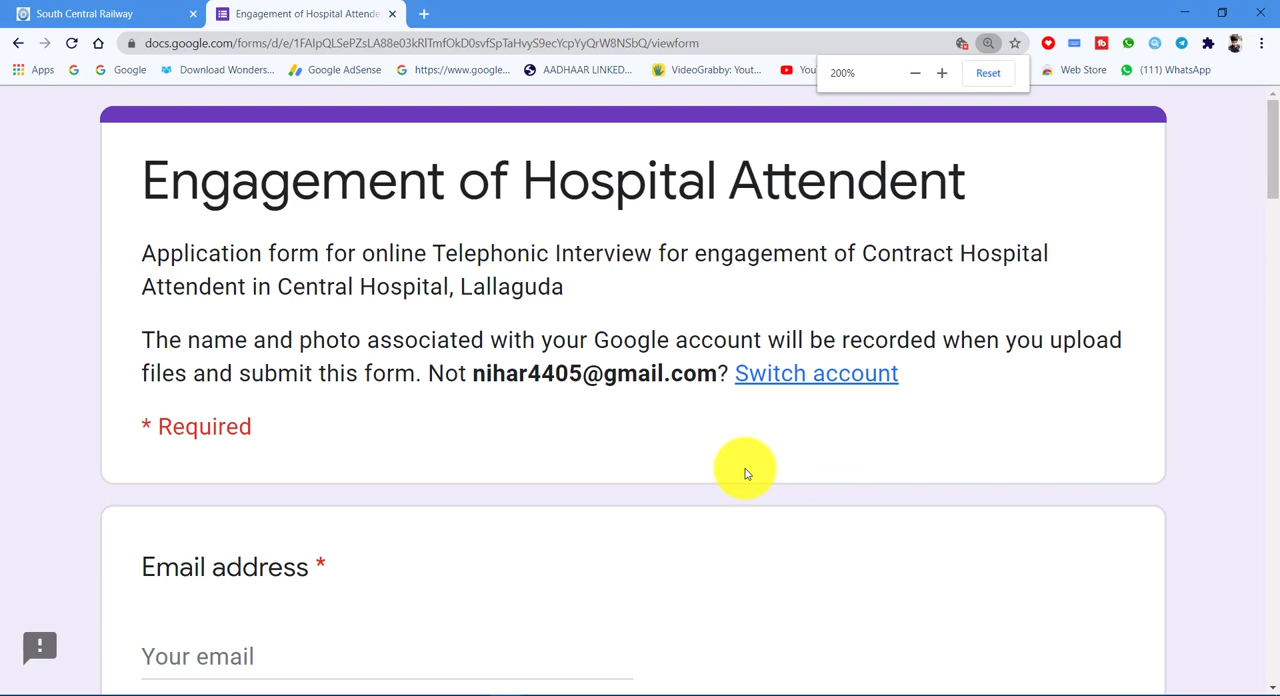 South Central Railway
Engagement of Hospital Attende
docs.google.com/forms/d/e/
/viewform
Apps
Google
Download Wonders...
Google AdSense
https://www.google...
AADHAAR LINKED...
VideoGrabby: Yout...
You
200%
Reset
Web Store
(111) WhatsApp
Engagement of Hospital Attendent
Application form for online Telephonic Interview for engagement of Contract Hospital
Attendent in Central Hospital, Lallaguda
The name and photo associated with your Google account will be recorded when you upload
files and submit this form. Not nihar4405@gmail.com? Switch account
* Required
Email address *
Your email